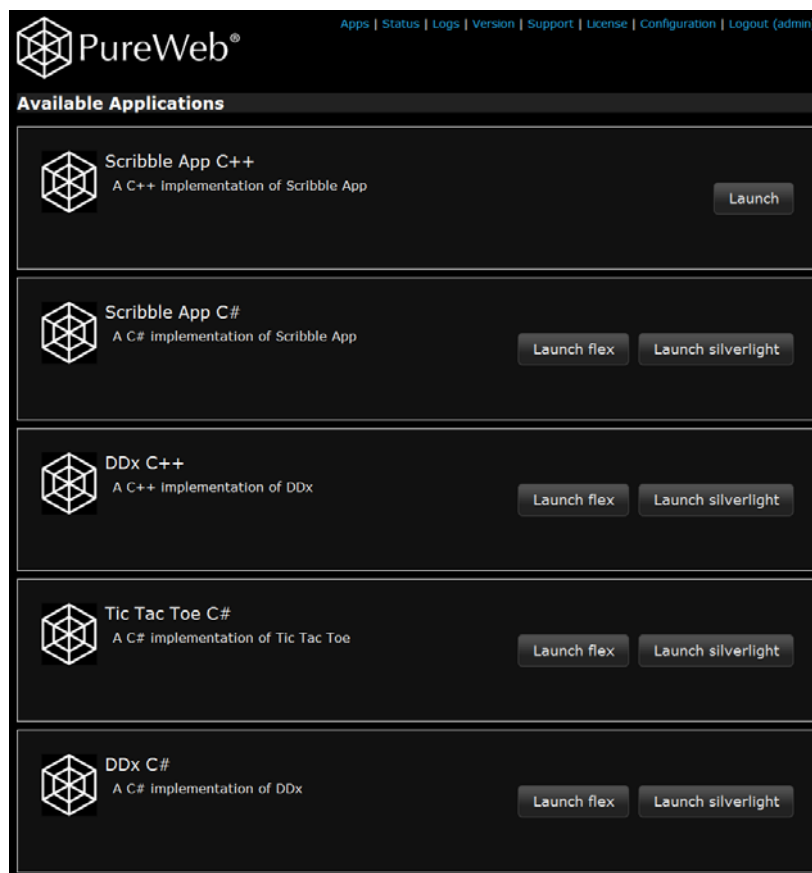 Apps | Status | Logs | Version | Support | License | Configuration | Logout (admin
PureWeb®
Available Applications
Scribble App C++
A C++ implementation of Scribble App
Launch
Scribble App C#
A C# implementation of Scribble App
Launch flex Launch silverlight
DDx C++
A C++ implementation of DDx
Launch flex Launch silverlight
Tic Tac Toe C#
A C# implementation of Tic Tac Toe
Launch flex Launch silverlight
DDx C#
A C# implementation of DDx
Launch flex Launch silverlight